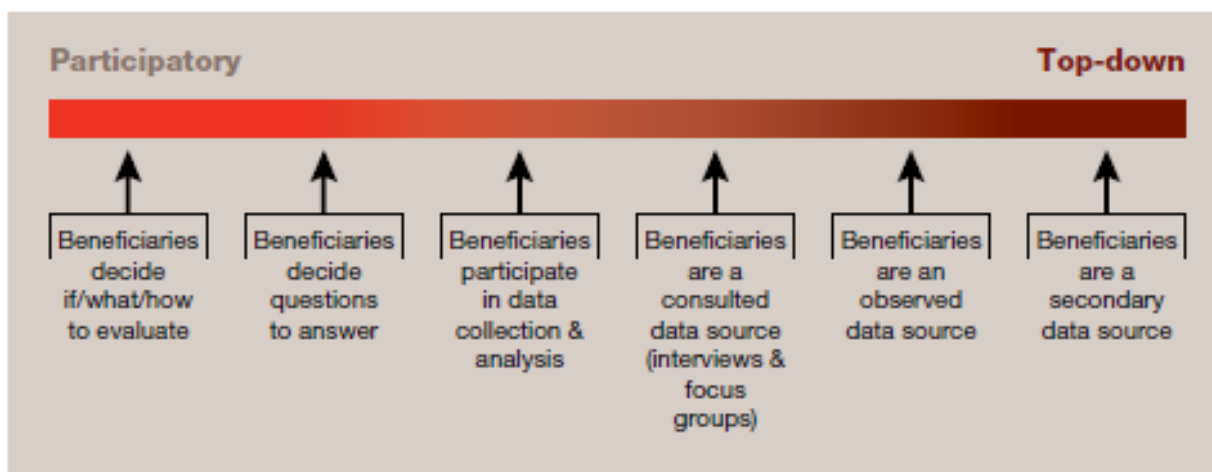 Participatory
Top-down
Beneficiaries
decide
if/what/how
to evaluate
Beneficiaries
decide
questions
to answer
Beneficiaries
participate
in data
collection &
analysis
Beneficiaries
are a
consulted
data source
(interviews &
focus
groups)
Beneficiaries
are an
observed
data source
Beneficiaries
are a
secondary
data source